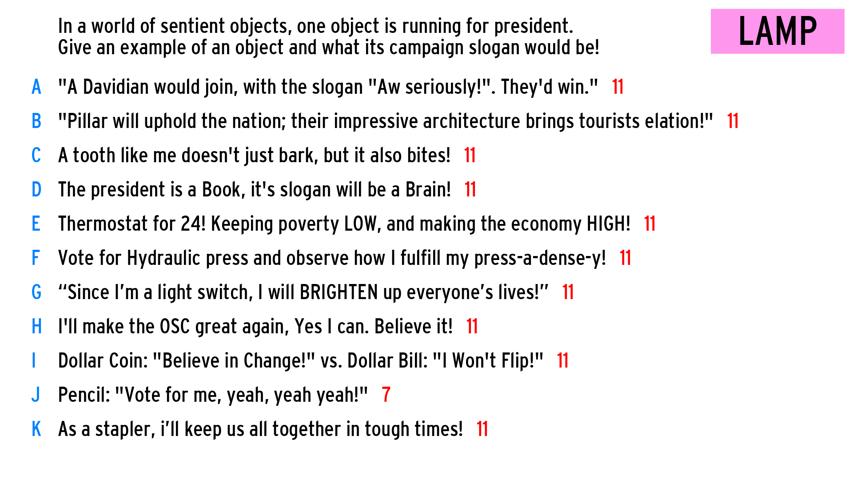 In a world of sentient objects, one object is running for president.
Give an example of an object and what its campaign slogan would be!
LAMP
A "A Davidian would join, with the slogan "Aw seriously!". They'd win." 11
B "Pillar will uphold the nation; their impressive architecture brings tourists elation!" 11
C A tooth like me doesn't just bark, but it also bites! 11
D The president is a Book, it's slogan will be a Brain! 11
E Thermostat for 24! Keeping poverty LOW, and making the economy HIGH! 11
F Vote for Hydraulic press and observe how I fulfill my press-a-dense-y! 11
G “Since I’m a light switch, I will BRIGHTEN up everyone’s lives!” 11
H I'll make the OSC great again, Yes I can. Believe it! 11
I Dollar Coin: "Believe in Change!" vs. Dollar Bill: "I Won't Flip!" 11
J Pencil: "Vote for me, yeah, yeah yeah!" 7
K As a stapler, i’ll keep us all together in tough times! 11